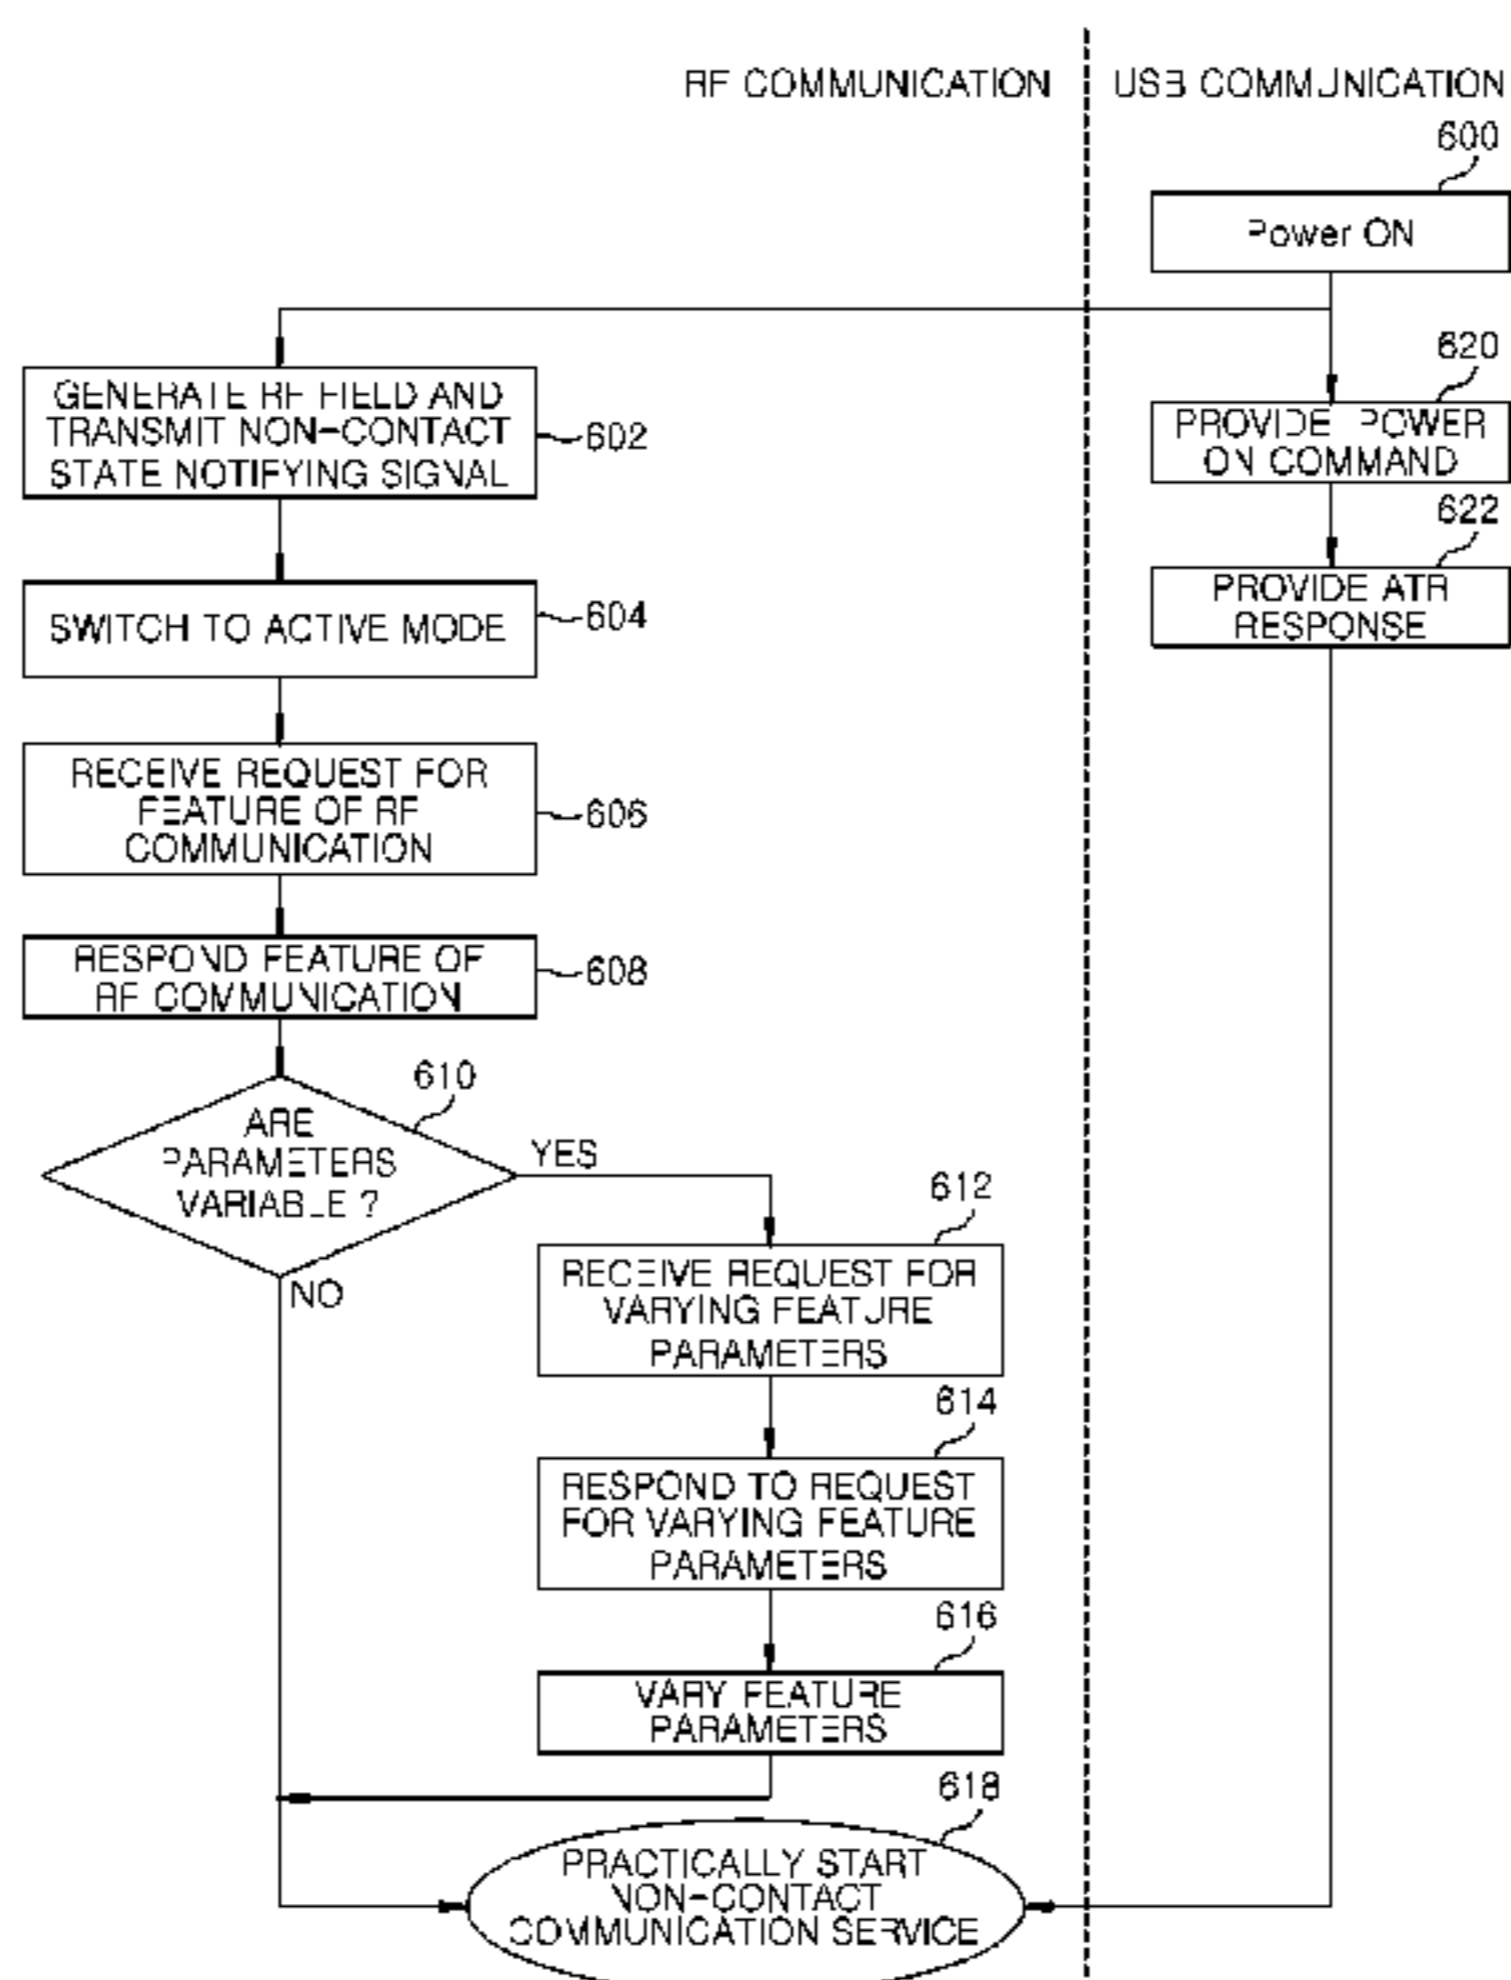 RF COMMUNICATION
USB COMMUNICATION
600
Power ON
620
PROVIDE POWER
ON COMMAND
622
PROVIDE ATR
RESPONSE
GENERATE RF FIELD AND
TRANSMIT NON-CONTACT
STATE NOTIFYING SIGNAL
602
SWITCH TO ACTIVE MODE
604
RECEIVE REQUEST FOR
FEATURE OF RF
COMMUNICATION
606
RESPOND FEATURE OF
RF COMMUNICATION
608
610
ARE
PARAMETERS
VARIABLE ?
YES
NO
612
RECEIVE REQUEST FOR
VARYING FEATURE
PARAMETERS
614
RESPOND TO REQUEST
FOR VARYING FEATURE
PARAMETERS
616
VARY FEATURE
PARAMETERS
618
PRACTICALLY START
NON-CONTACT
COMMUNICATION SERVICE